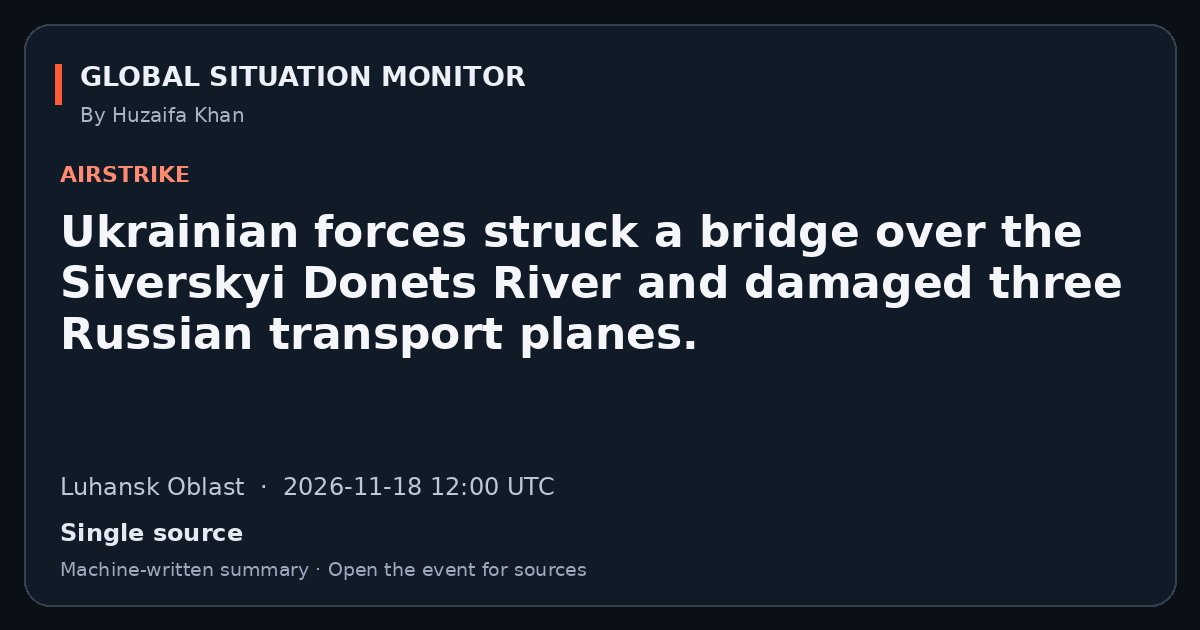 GLOBAL SITUATION MONITOR
By Huzaifa Khan
AIRSTRIKE
Ukrainian forces struck a bridge over the
Siverskyi Donets River and damaged three
Russian transport planes.
Luhansk Oblast · 2026-11-18 12:00 UTC
Single source
Machine-written summary · Open the event for sources